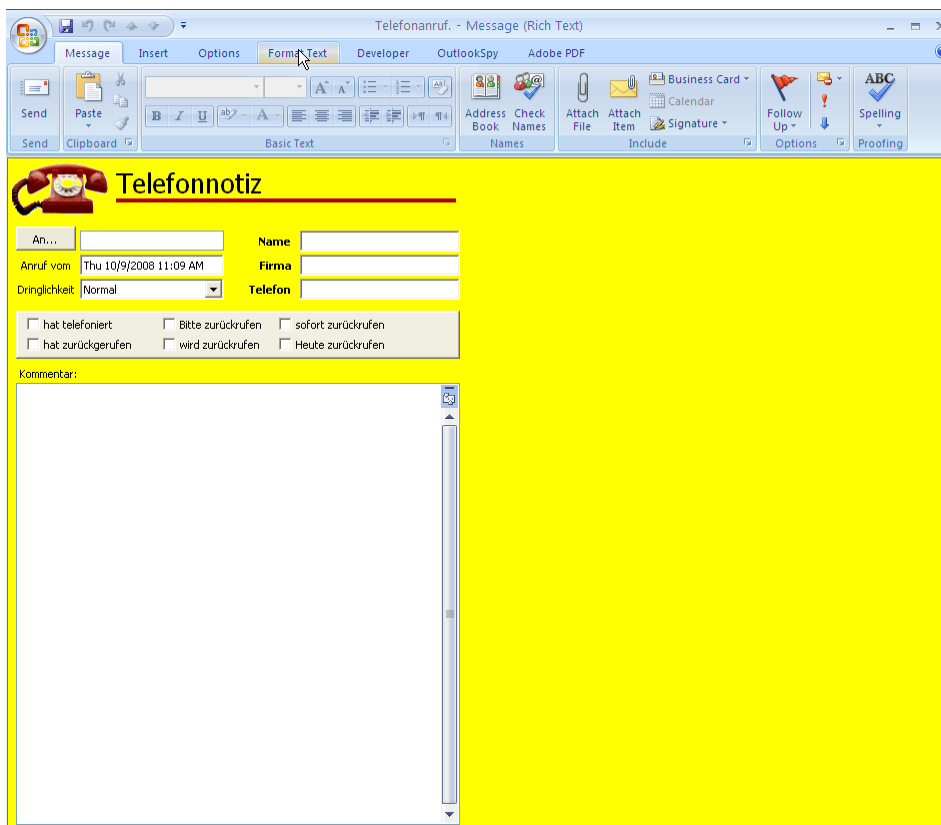 Telefonanruf. - Message (Rich Text)
Message Insert Options Format Text Developer OutlookSpy Adobe PDF
Send Paste Address Book Check Names Attach File Attach Item Business Card Calendar Signature Follow Up ABC Spelling
B I U ab A A A Aa
Send Clipboard Basic Text Names Include Options Proofing
Telefonnotiz
An... Name
Anruf vom Thu 10/9/2008 11:09 AM Firma
Dringlichkeit Normal Telefon
hat telefoniert Bitte zurückrufen sofort zurückrufen
hat zurückgerufen wird zurückrufen Heute zurückrufen
Kommentar: